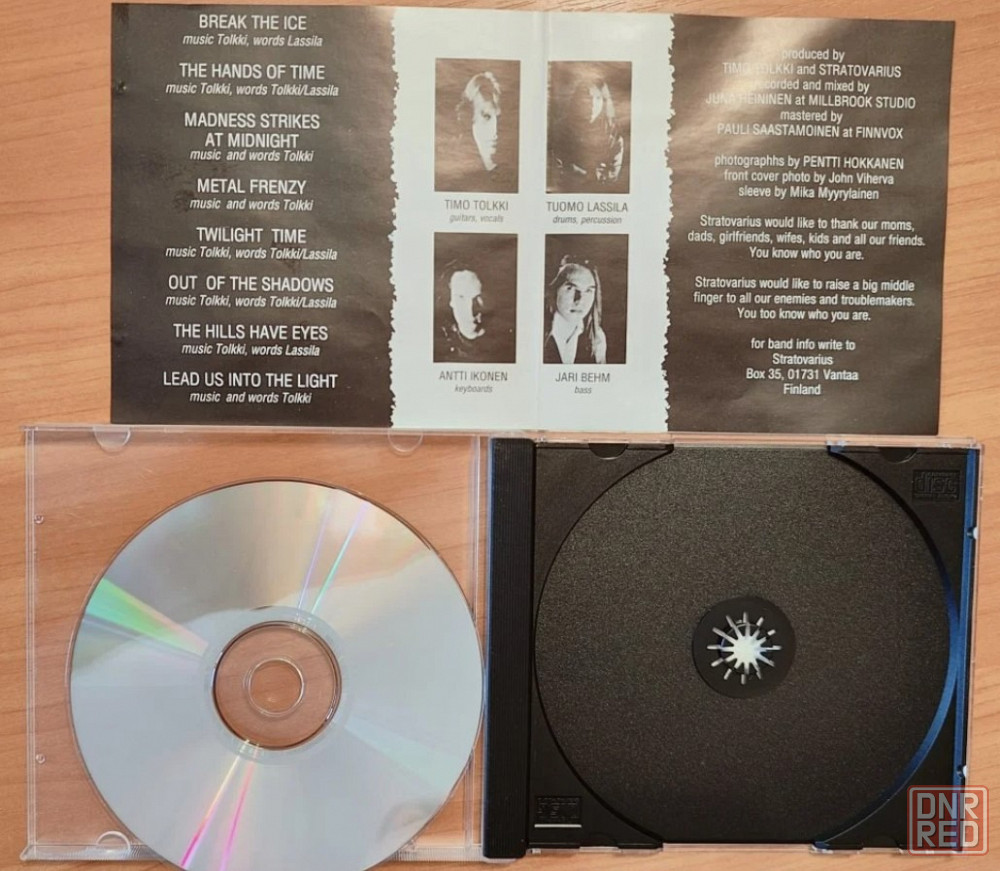 BREAK THE ICE
music Tolkki, words Lassila
THE HANDS OF TIME
music Tolkki, words Tolkki/Lassila
MADNESS STRIKES
AT MIDNIGHT
music and words Tolkki
METAL FRENZY
music and words Tolkki
TWILIGHT TIME
music Tolkki, words Tolkki/Lassila
OUT OF THE SHADOWS
music Tolkki, words Tolkki/Lassila
THE HILLS HAVE EYES
music Tolkki, words Lassila
LEAD US INTO THE LIGHT
music and words Tolkki
TIMO TOLKKI
guitars, vocals
TUOMO LASSILA
drums, percussion
ANTTI IKONEN
keyboards
JARI BEHM
bass
produced by
TIMO TOLKKI and STRATOVARIUS
recorded and mixed by
JUHA HEININEN at MILLBROOK STUDIO
mastered by
PAULI SAASTAMOINEN at FINNVOX
photographhs by PENTTI HOKKANEN
front cover photo by John Viherva
sleeve by Mika Myyrylainen
Stratovarius would like to thank our moms,
dads, girlfriends, wifes, kids and all our friends.
You know who you are.
Stratovarius would like to raise a big middle
finger to all our enemies and troublemakers.
You too know who you are.
for band info write to
Stratovarius
Box 35, 01731 Vantaa
Finland
disc
DNR
RED